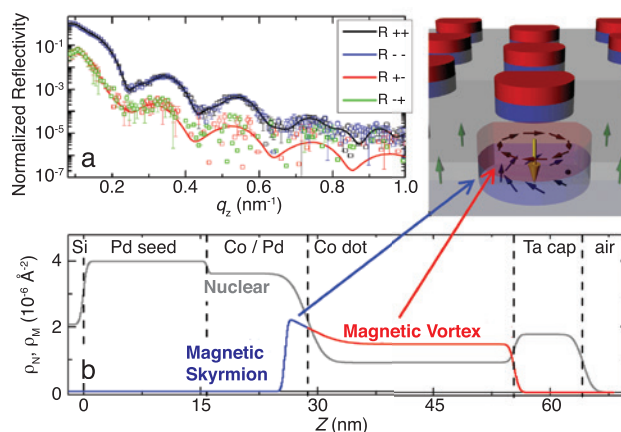 Normalized Reflectivity
10⁻¹
10⁻³
10⁻⁵
10⁻⁷
a
R ++
R - -
R +-
R -+
0.2 0.4 0.6 0.8 1.0
q_z (nm⁻¹)
Si Pd seed Co / Pd Co dot Ta cap air
4
2
0
ρ_N, ρ_M (10⁻⁶ Å⁻²)
Nuclear
Magnetic Vortex
Magnetic Skyrmion
b
0 15 30 45 60
Z (nm)